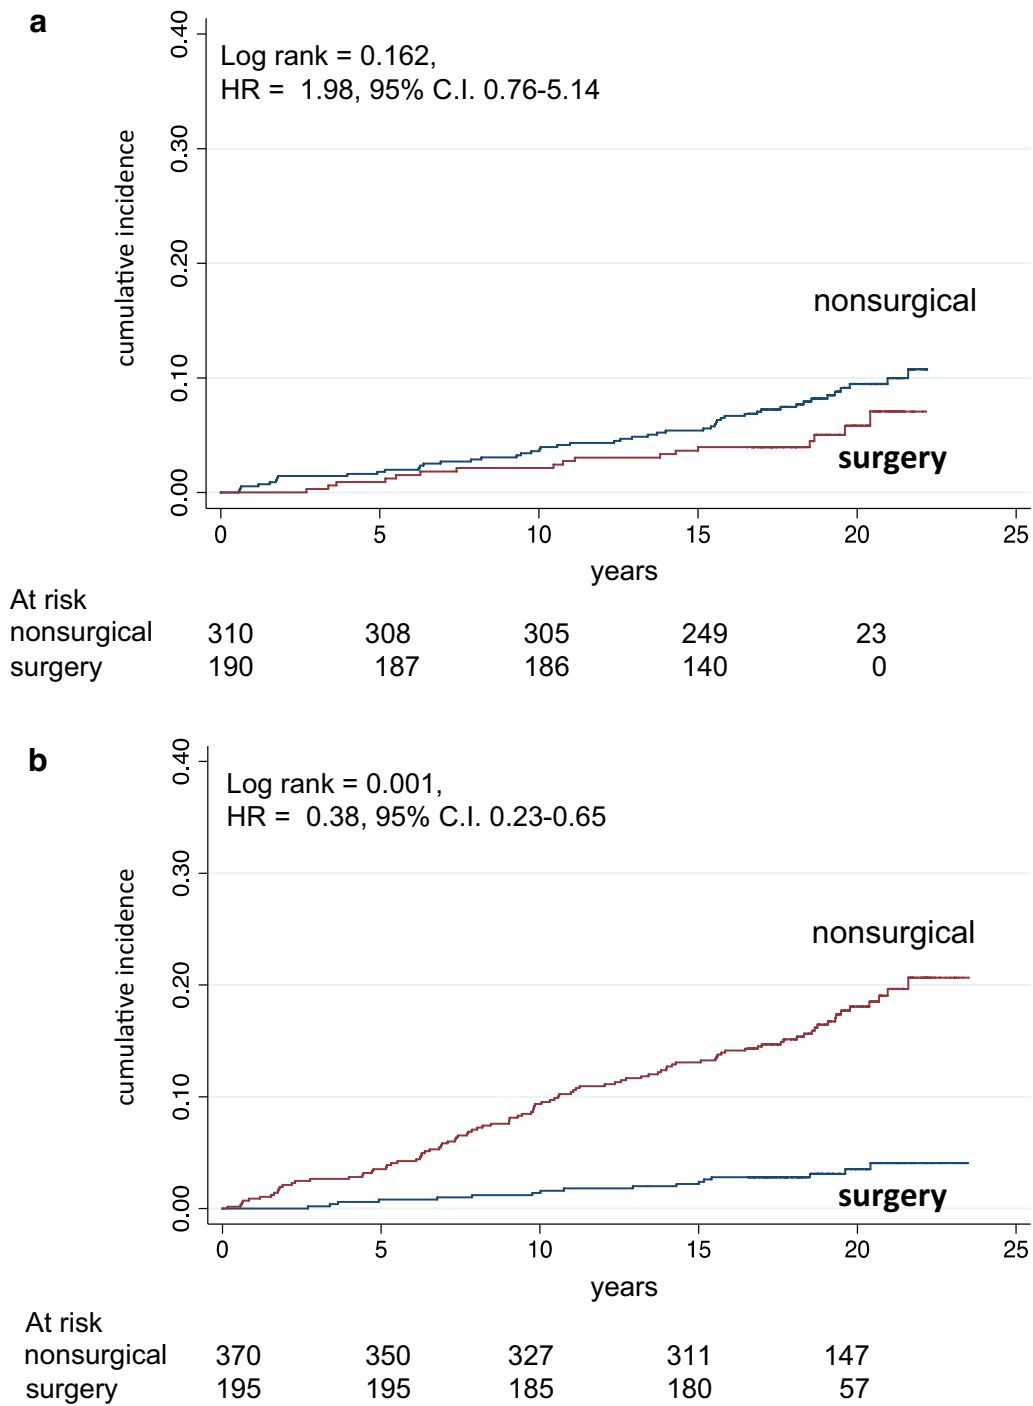 a
Log rank = 0.162,
HR = 1.98, 95% C.I. 0.76-5.14
cumulative incidence
0.40
0.30
0.20
0.10
0.00
nonsurgical
surgery
0 5 10 15 20 25
years
At risk
nonsurgical 310 308 305 249 23
surgery 190 187 186 140 0
b
Log rank = 0.001,
HR = 0.38, 95% C.I. 0.23-0.65
cumulative incidence
0.40
0.30
0.20
0.10
0.00
nonsurgical
surgery
0 5 10 15 20 25
years
At risk
nonsurgical 370 350 327 311 147
surgery 195 195 185 180 57